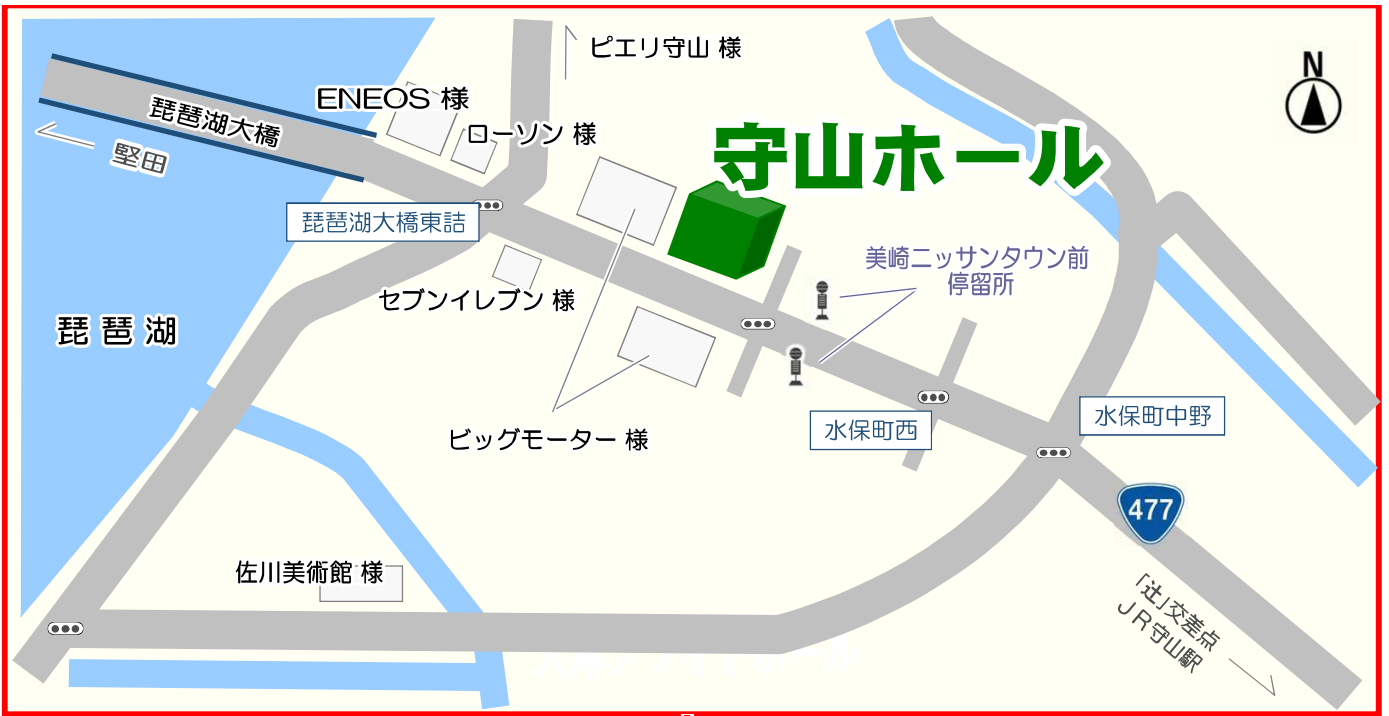 ピエリ守山 様
N
ENEOS 様
琵琶湖大橋
ローソン 様
守山ホール
堅田
琵琶湖大橋東詰
美崎ニッサンタウン前
停留所
セブンイレブン 様
琵 琶 湖
ビッグモーター 様
水保町西
水保町中野
477
佐川美術館 様
「辻」交差点
JR守山駅